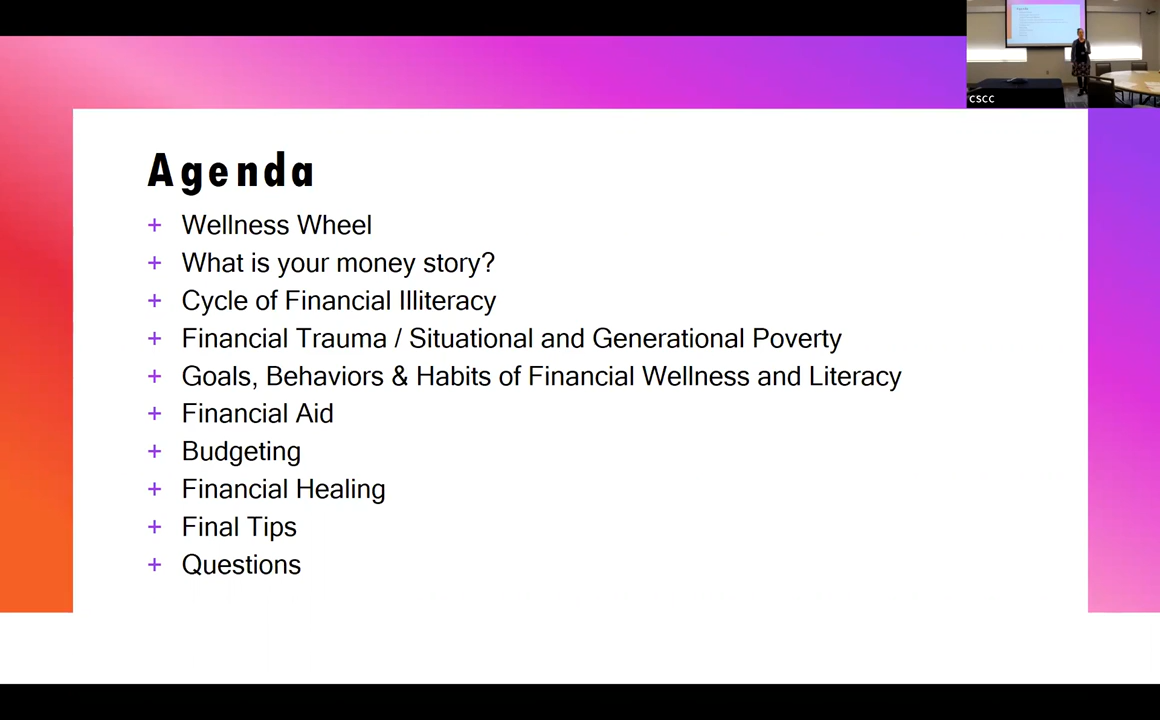 CSCC
Agenda
+ Wellness Wheel
+ What is your money story?
+ Cycle of Financial Illiteracy
+ Financial Trauma / Situational and Generational Poverty
+ Goals, Behaviors & Habits of Financial Wellness and Literacy
+ Financial Aid
+ Budgeting
+ Financial Healing
+ Final Tips
+ Questions